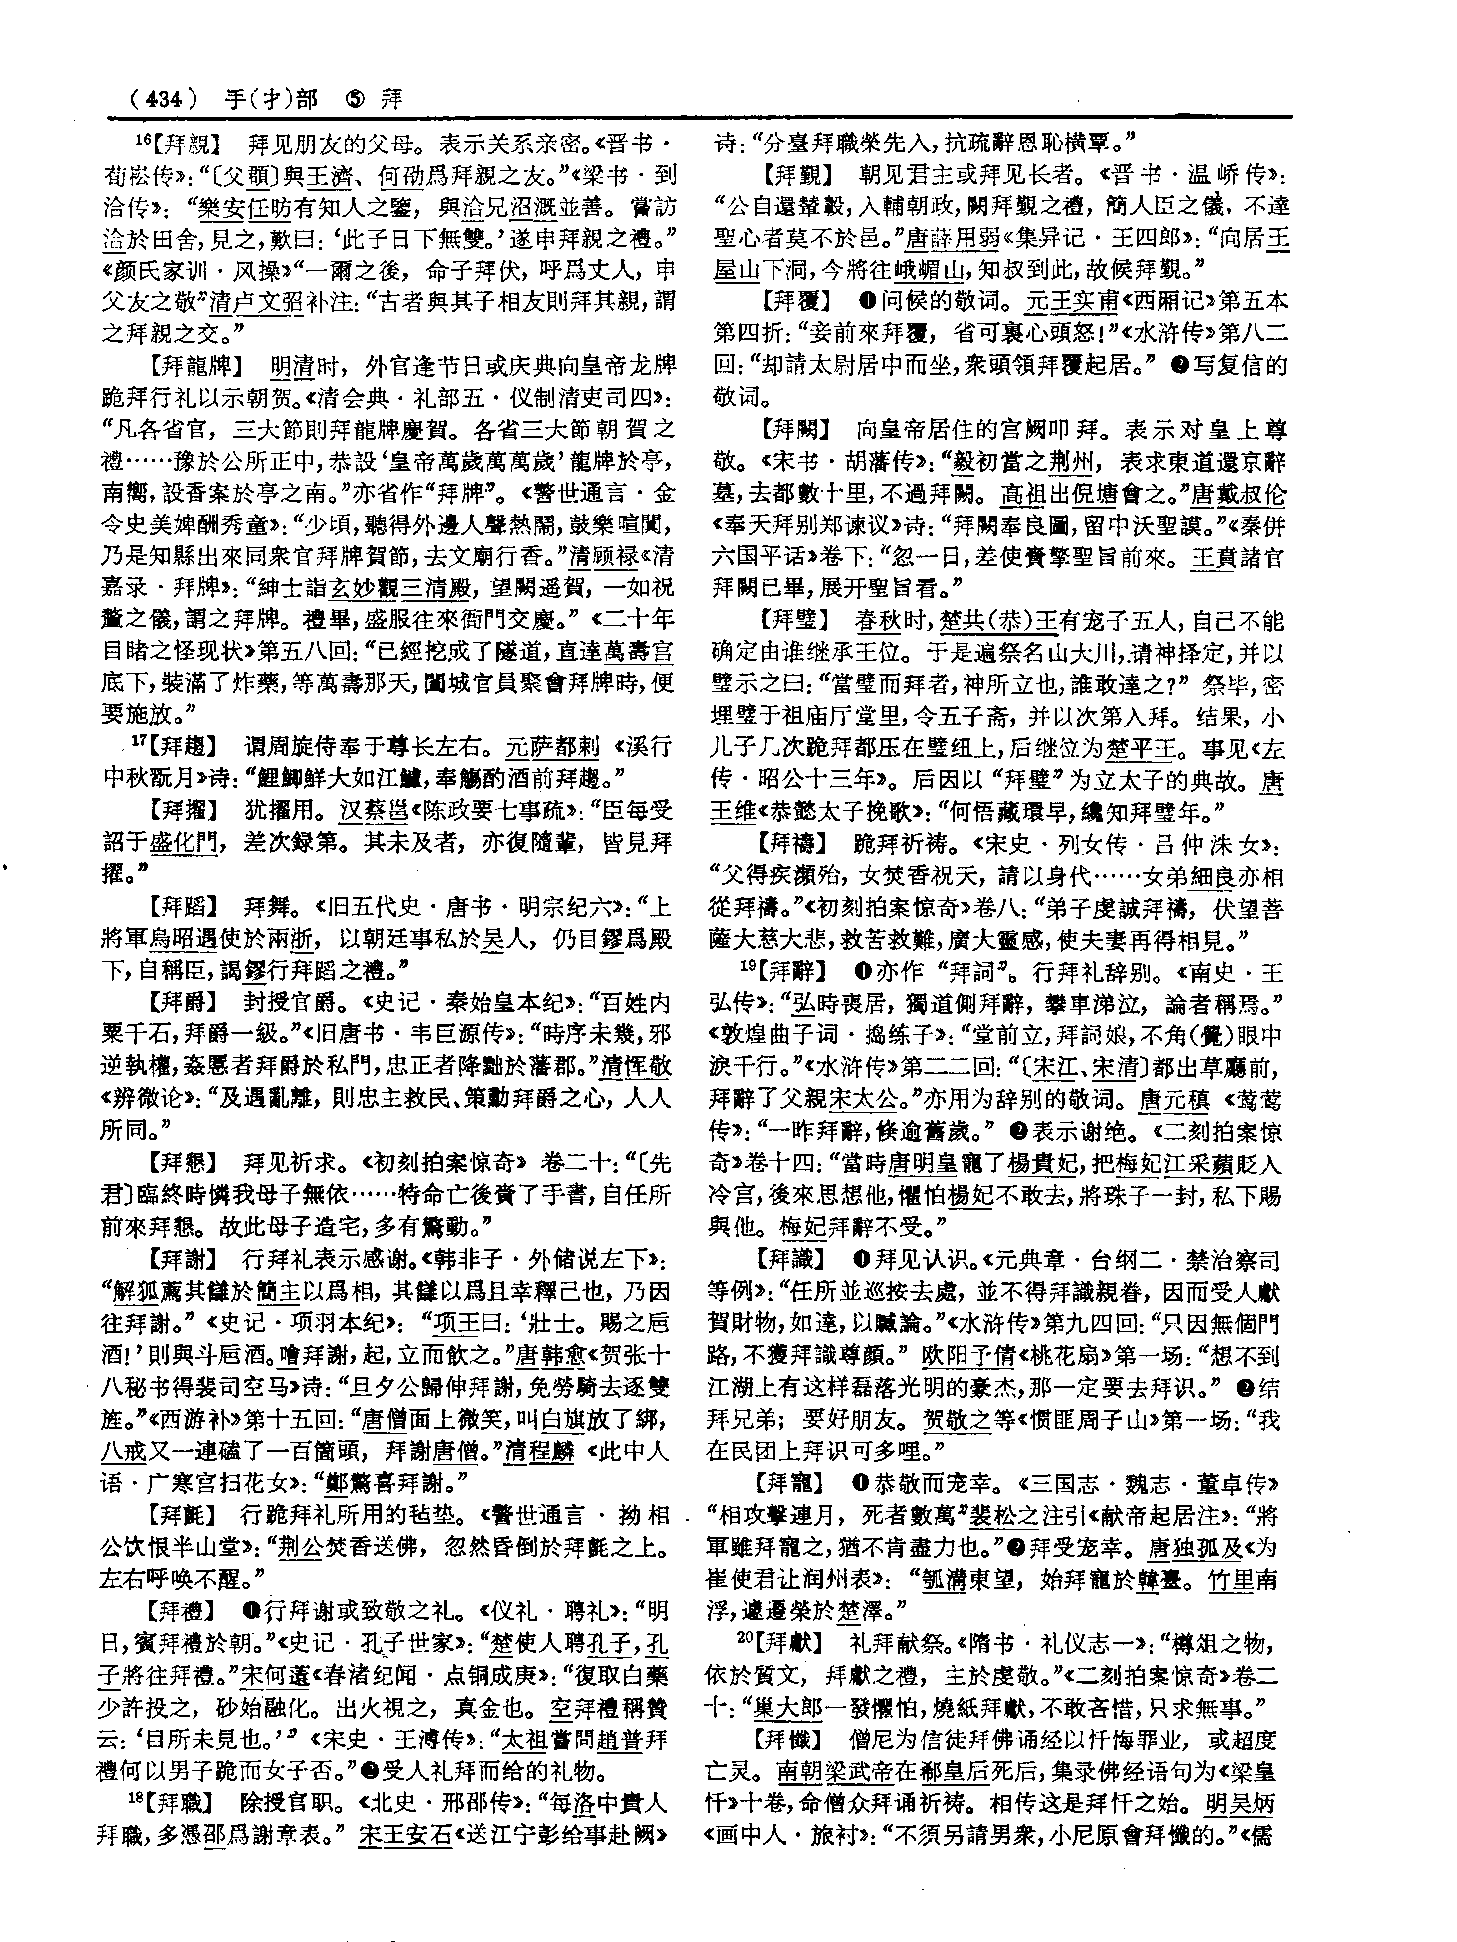 (434) 手(扌)部 ⑤ 拜
16【拜親】 拜见朋友的父母。表示关系亲密。《晋书·
荀崧传》:“〔父頵〕與王濟、何劭爲拜親之友。”《梁书·到
洽传》:“樂安任昉有知人之鑒,與洽兄沼溉並善。嘗訪
洽於田舍,見之,歎曰:‘此子日下無雙。’遂申拜親之禮。”
《颜氏家训·风操》“一爾之後,命子拜伏,呼爲丈人,申
父友之敬”清卢文弨补注:“古者與其子相友則拜其親,謂
之拜親之交。”
【拜龍牌】 明清时,外官逢节日或庆典向皇帝龙牌
跪拜行礼以示朝贺。《清会典·礼部五·仪制清吏司四》:
“凡各省官,三大節則拜龍牌慶賀。各省三大節朝賀之
禮……豫於公所正中,恭設‘皇帝萬歲萬萬歲’龍牌於亭,
南嚮,設香案於亭之南。”亦省作“拜牌”。《警世通言·金
令史美婢酬秀童》:“少頃,聽得外邊人聲熱鬧,鼓樂喧闐,
乃是知縣出來同衆官拜牌賀節,去文廟行香。”清顾禄《清
嘉录·拜牌》:“紳士詣玄妙觀三清殿,望闕遥賀,一如祝
釐之儀,謂之拜牌。禮畢,盛服往來衙門交慶。”《二十年
目睹之怪现状》第五八回:“已經挖成了隧道,直達萬壽宫
底下,裝滿了炸藥,等萬壽那天,闔城官員聚會拜牌時,便
要施放。”
17【拜趨】 谓周旋侍奉于尊长左右。元萨都剌《溪行
中秋翫月》诗:“鯉鯽鮮大如江鱸,奉觴酌酒前拜趨。”
【拜擢】 犹擢用。汉蔡邕《陈政要七事疏》:“臣每受
詔于盛化門,差次録第。其未及者,亦復隨輩,皆見拜
擢。”
【拜蹈】 拜舞。《旧五代史·唐书·明宗纪六》:“上
將軍烏昭遇使於兩浙,以朝廷事私於吴人,仍目鏐爲殿
下,自稱臣,謁鏐行拜蹈之禮。”
【拜爵】 封授官爵。《史记·秦始皇本纪》:“百姓内
粟千石,拜爵一級。”《旧唐书·韦巨源传》:“時序未幾,邪
逆執權,姦慝者拜爵於私門,忠正者降黜於藩郡。”清恽敬
《辨微论》:“及遇亂離,則忠主救民、策勳拜爵之心,人人
所同。”
【拜懇】 拜见祈求。《初刻拍案惊奇》卷二十:“〔先
君〕臨終時憐我母子無依……特命亡後賫了手書,自任所
前來拜懇。故此母子造宅,多有驚動。”
【拜謝】 行拜礼表示感谢。《韩非子·外储说左下》:
“解狐薦其讎於簡主以爲相,其讎以爲且幸釋己也,乃因
往拜謝。”《史记·项羽本纪》:“项王曰:‘壯士。賜之卮
酒!’則與斗卮酒。噲拜謝,起,立而飲之。”唐韩愈《贺张十
八秘书得裴司空马》诗:“旦夕公歸伸拜謝,免勞騎去逐雙
旌。”《西游补》第十五回:“唐僧面上微笑,叫白旗放了綁,
八戒又一連磕了一百箇頭,拜謝唐僧。”清程麟《此中人
语·广寒宫扫花女》:“鄭驚喜拜謝。”
【拜氈】 行跪拜礼所用的毡垫。《警世通言·拗相
公饮恨半山堂》:“荆公焚香送佛,忽然昏倒於拜氈之上。
左右呼唤不醒。”
【拜禮】 ❶行拜谢或致敬之礼。《仪礼·聘礼》:“明
日,賓拜禮於朝。”《史记·孔子世家》:“楚使人聘孔子,孔
子將往拜禮。”宋何薳《春渚纪闻·点铜成庚》:“復取白藥
少許投之,砂始融化。出火視之,真金也。空拜禮稱贊
云:‘目所未見也。’”《宋史·王溥传》:“太祖嘗問趙普拜
禮何以男子跪而女子否。”❷受人礼拜而给的礼物。
18【拜職】 除授官职。《北史·邢邵传》:“每洛中貴人
拜職,多憑邵爲謝章表。”宋王安石《送江宁彭给事赴阙》
诗:“分臺拜職榮先入,抗疏辭恩恥横覃。”
【拜覲】 朝见君主或拜见长者。《晋书·温峤传》:
“公自還輦轂,入輔朝政,闕拜覲之禮,簡人臣之儀,不達
聖心者莫不於邑。”唐薛用弱《集异记·王四郎》:“向居王
屋山下洞,今將往峨嵋山,知叔到此,故候拜覲。”
【拜覆】 ❶问候的敬词。元王实甫《西厢记》第五本
第四折:“妾前來拜覆,省可裏心頭怒!”《水浒传》第八二
回:“却請太尉居中而坐,衆頭領拜覆起居。”❷写复信的
敬词。
【拜闕】 向皇帝居住的宫阙叩拜。表示对皇上尊
敬。《宋书·胡藩传》:“毅初當之荆州,表求東道還京辭
墓,去都數十里,不過拜闕。高祖出倪塘會之。”唐戴叔伦
《奉天拜别郑谏议》诗:“拜闕奉良圖,留中沃聖謨。”《秦併
六国平话》卷下:“忽一日,差使賫擎聖旨前來。王賁諸官
拜闕已畢,展开聖旨看。”
【拜璧】 春秋时,楚共(恭)王有宠子五人,自己不能
确定由谁继承王位。于是遍祭名山大川,请神择定,并以
璧示之曰:“當璧而拜者,神所立也,誰敢違之?”祭毕,密
埋璧于祖庙厅堂里,令五子斋,并以次第入拜。结果,小
儿子几次跪拜都压在璧纽上,后继位为楚平王。事见《左
传·昭公十三年》。后因以“拜璧”为立太子的典故。唐
王维《恭懿太子挽歌》:“何悟藏環早,纔知拜璧年。”
【拜禱】 跪拜祈祷。《宋史·列女传·吕仲洙女》:
“父得疾瀕殆,女焚香祝天,請以身代……女弟細良亦相
從拜禱。”《初刻拍案惊奇》卷八:“弟子虔誠拜禱,伏望菩
薩大慈大悲,救苦救難,廣大靈感,使夫妻再得相見。”
19【拜辭】 ❶亦作“拜詞”。行拜礼辞别。《南史·王
弘传》:“弘時喪居,獨道側拜辭,攀車涕泣,論者稱焉。”
《敦煌曲子词·捣练子》:“堂前立,拜詞娘,不角(覺)眼中
淚千行。”《水浒传》第二二回:“〔宋江、宋清〕都出草廳前,
拜辭了父親宋太公。”亦用为辞别的敬词。唐元稹《莺莺
传》:“一昨拜辭,倏逾舊歲。”❷表示谢绝。《二刻拍案惊
奇》卷十四:“當時唐明皇寵了楊貴妃,把梅妃江采蘋貶入
冷宫,後來思想他,懼怕楊妃不敢去,將珠子一封,私下賜
與他。梅妃拜辭不受。”
【拜識】 ❶拜见认识。《元典章·台纲二·禁治察司
等例》:“任所並巡按去處,並不得拜識親眷,因而受人獻
賀財物,如違,以贓論。”《水浒传》第九四回:“只因無個門
路,不獲拜識尊顔。”欧阳予倩《桃花扇》第一场:“想不到
江湖上有这样磊落光明的豪杰,那一定要去拜识。”❷结
拜兄弟;要好朋友。贺敬之等《惯匪周子山》第一场:“我
在民团上拜识可多哩。”
【拜寵】 ❶恭敬而宠幸。《三国志·魏志·董卓传》
“相攻擊連月,死者數萬”裴松之注引《献帝起居注》:“將
軍雖拜寵之,猶不肯盡力也。”❷拜受宠幸。唐独孤及《为
崔使君让润州表》:“瓠溝東望,始拜寵於韓臺。竹里南
浮,遽遷榮於楚澤。”
20【拜獻】 礼拜献祭。《隋书·礼仪志一》:“樽俎之物,
依於質文,拜獻之禮,主於虔敬。”《二刻拍案惊奇》卷二
十:“巢大郎一發懼怕,燒紙拜獻,不敢吝惜,只求無事。”
【拜懺】 僧尼为信徒拜佛诵经以忏悔罪业,或超度
亡灵。南朝梁武帝在郗皇后死后,集录佛经语句为《梁皇
忏》十卷,命僧众拜诵祈祷。相传这是拜忏之始。明吴炳
《画中人·旅衬》:“不須另請男衆,小尼原會拜懺的。”《儒